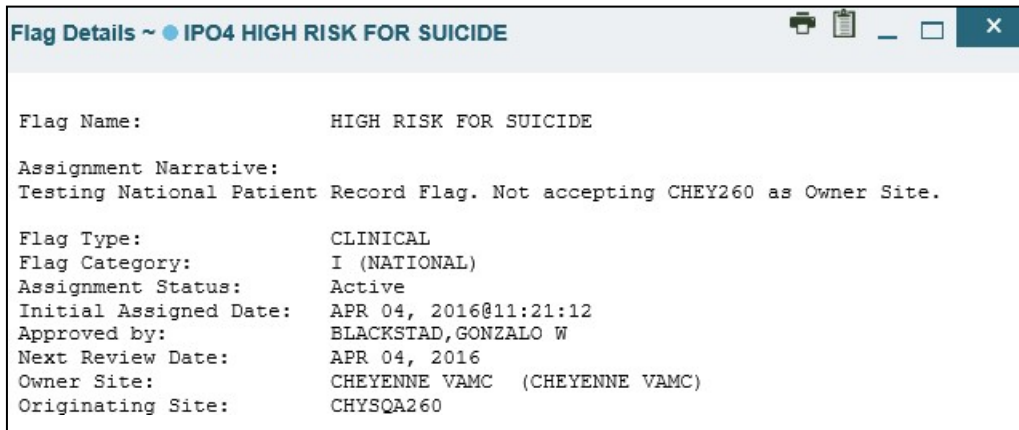 Flag Details ~ IPO4 HIGH RISK FOR SUICIDE
X
Flag Name: HIGH RISK FOR SUICIDE
Assignment Narrative:
Testing National Patient Record Flag. Not accepting CHEY260 as Owner Site.
Flag Type: CLINICAL
Flag Category: I (NATIONAL)
Assignment Status: Active
Initial Assigned Date: APR 04, 2016@11:21:12
Approved by: BLACKSTAD,GONZALO W
Next Review Date: APR 04, 2016
Owner Site: CHEYENNE VAMC (CHEYENNE VAMC)
Originating Site: CHYSQA260